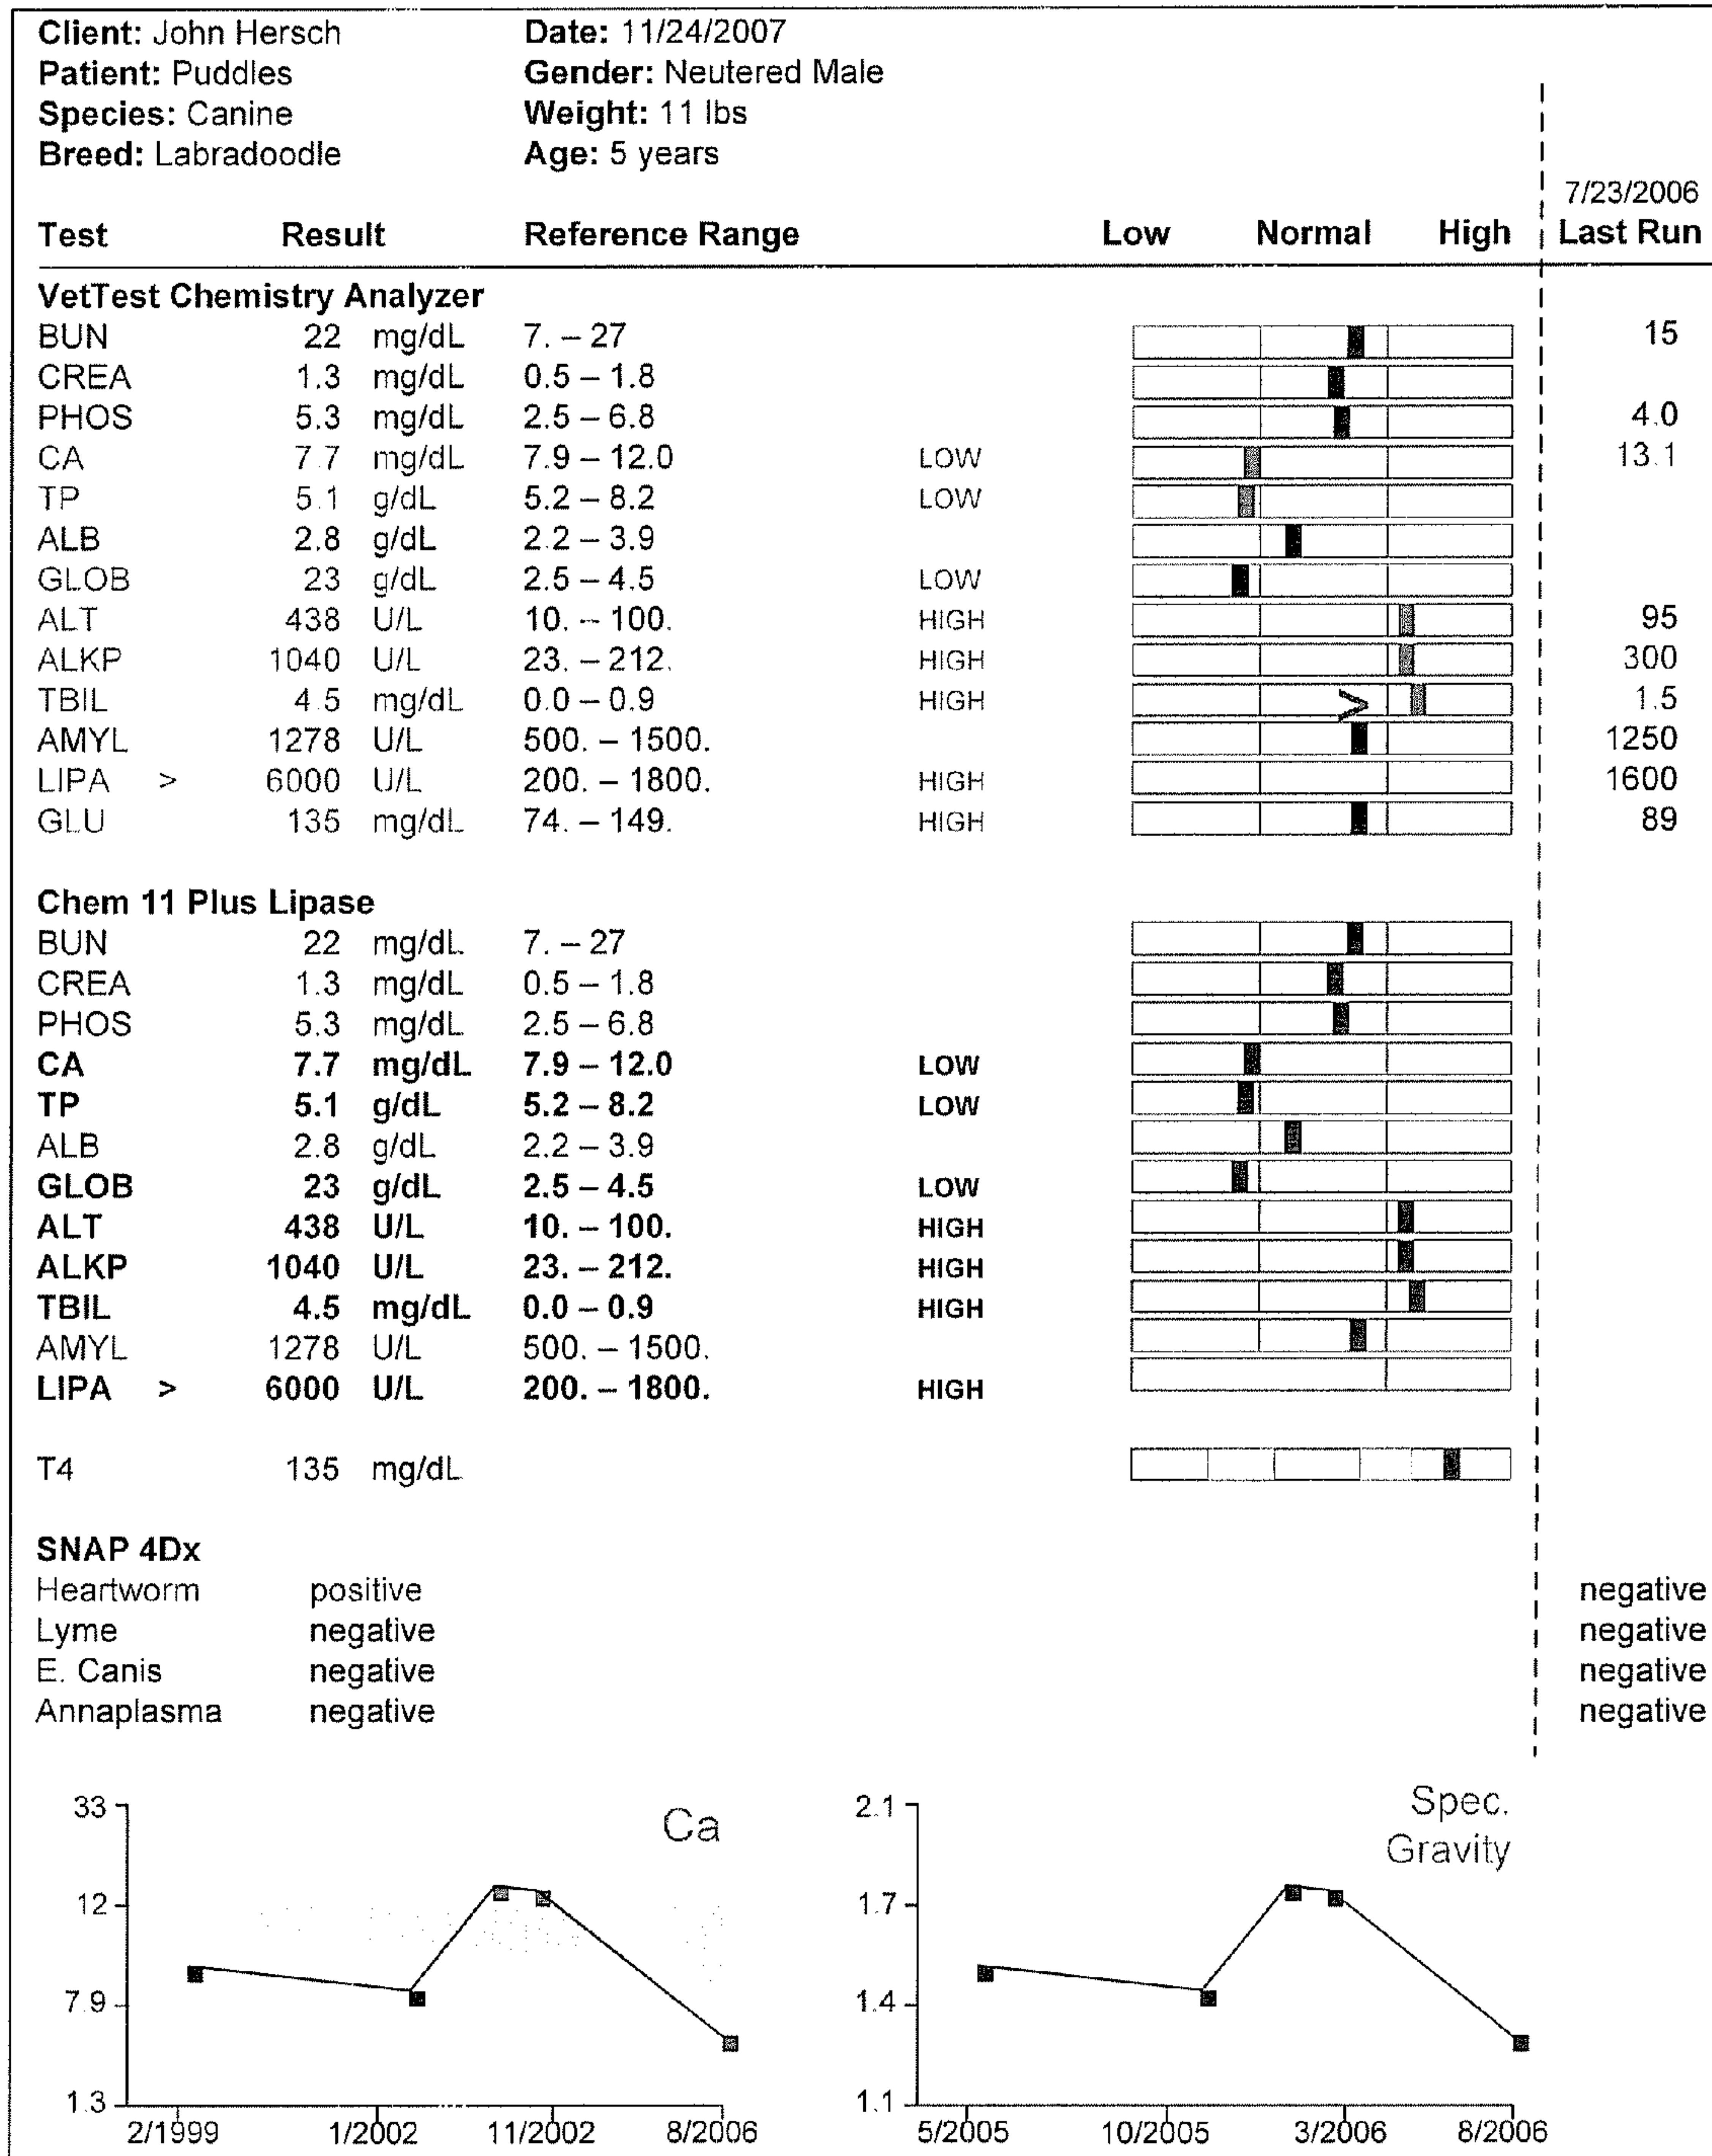 Client: John Hersch Date: 11/24/2007
Patient: Puddles Gender: Neutered Male
Species: Canine Weight: 11 lbs
Breed: Labradoodle Age: 5 years
7/23/2006
Test Result Reference Range Low Normal High Last Run
VetTest Chemistry Analyzer
BUN 22 mg/dL 7. – 27 15
CREA 1.3 mg/dL 0.5 – 1.8
PHOS 5.3 mg/dL 2.5 – 6.8 4.0
CA 7.7 mg/dL 7.9 – 12.0 LOW 13.1
TP 5.1 g/dL 5.2 – 8.2 LOW
ALB 2.8 g/dL 2.2 – 3.9
GLOB 23 g/dL 2.5 – 4.5 LOW
ALT 438 U/L 10. – 100. HIGH 95
ALKP 1040 U/L 23. – 212. HIGH 300
TBIL 4.5 mg/dL 0.0 – 0.9 HIGH > 1.5
AMYL 1278 U/L 500. – 1500. 1250
LIPA > 6000 U/L 200. – 1800. HIGH 1600
GLU 135 mg/dL 74. – 149. HIGH 89
Chem 11 Plus Lipase
BUN 22 mg/dL 7. – 27
CREA 1.3 mg/dL 0.5 – 1.8
PHOS 5.3 mg/dL 2.5 – 6.8
CA 7.7 mg/dL 7.9 – 12.0 LOW
TP 5.1 g/dL 5.2 – 8.2 LOW
ALB 2.8 g/dL 2.2 – 3.9
GLOB 23 g/dL 2.5 – 4.5 LOW
ALT 438 U/L 10. – 100. HIGH
ALKP 1040 U/L 23. – 212. HIGH
TBIL 4.5 mg/dL 0.0 – 0.9 HIGH
AMYL 1278 U/L 500. – 1500.
LIPA > 6000 U/L 200. – 1800. HIGH
T4 135 mg/dL
SNAP 4Dx
Heartworm positive negative
Lyme negative negative
E. Canis negative negative
Annaplasma negative negative
Ca
33
12
7.9
1.3
2/1999 1/2002 11/2002 8/2006
Spec.
Gravity
2.1
1.7
1.4
1.1
5/2005 10/2005 3/2006 8/2006